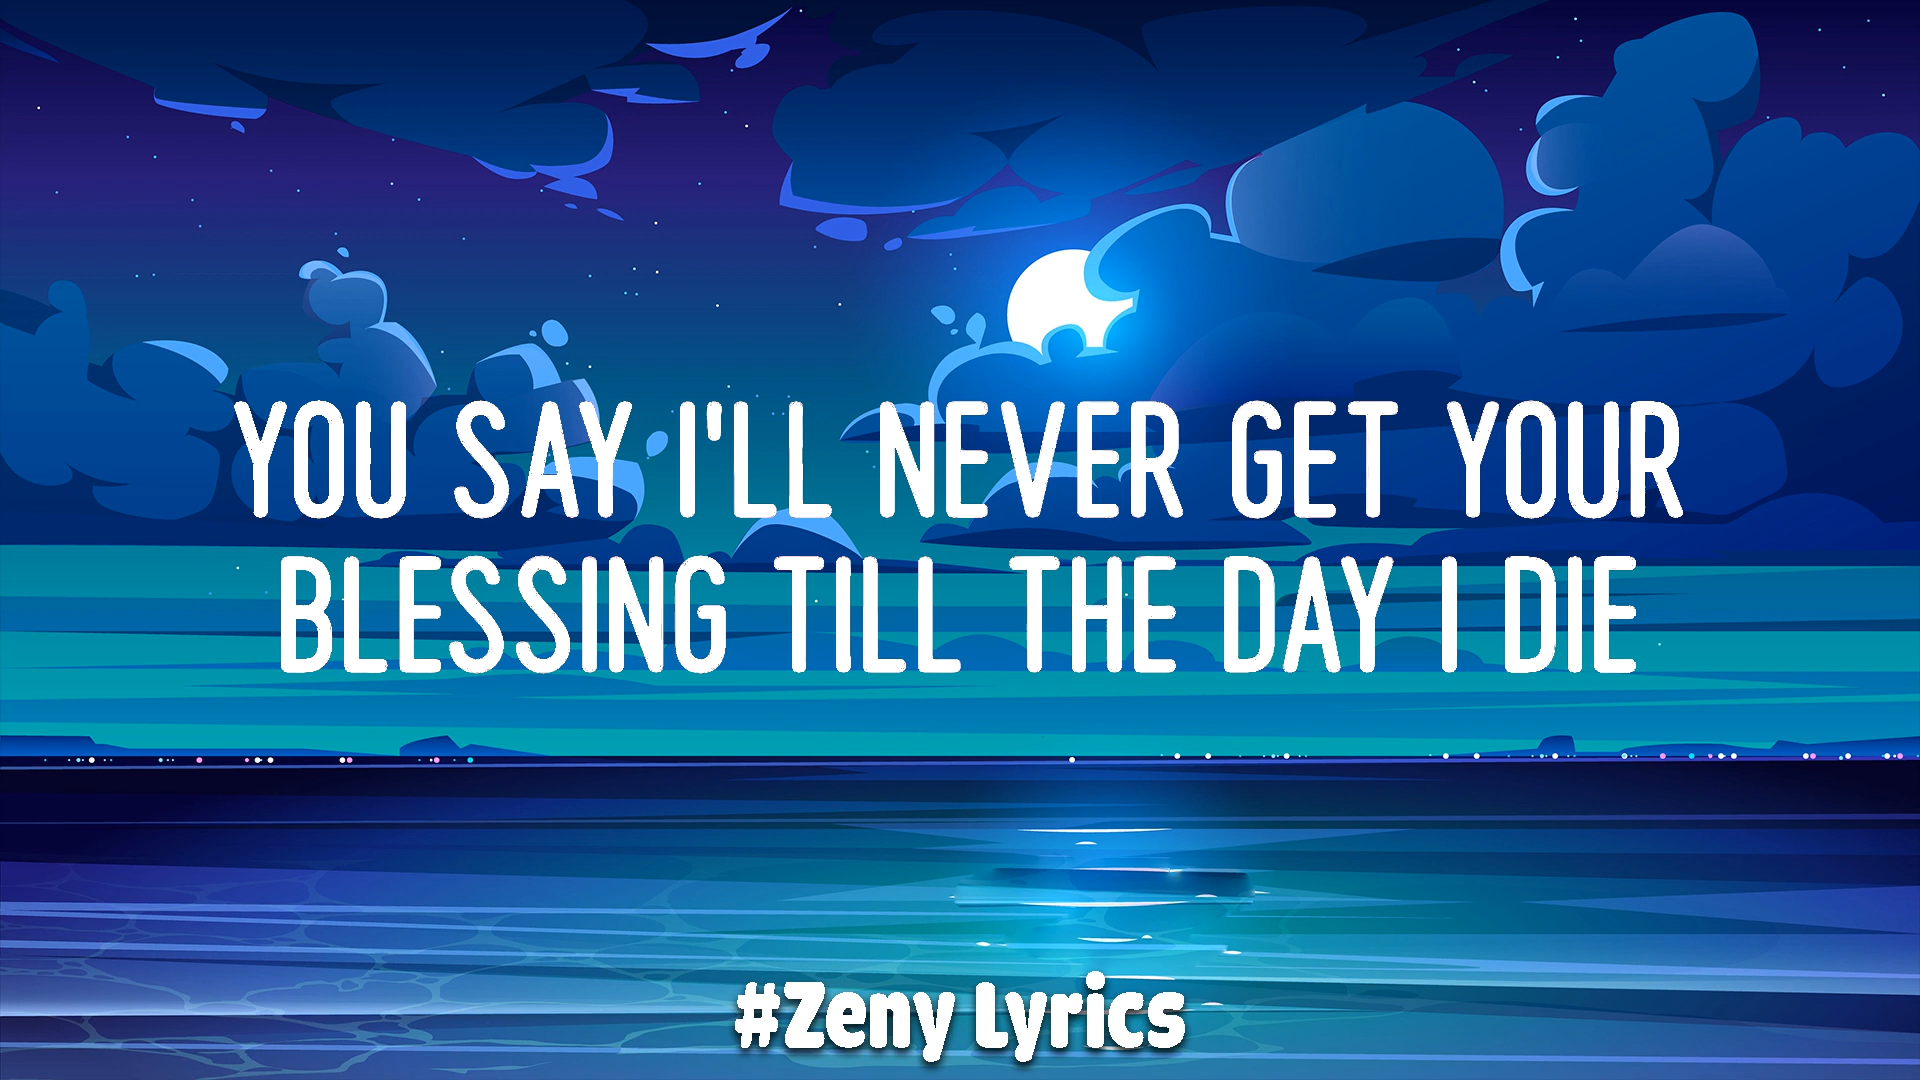 YOU SAY I'LL NEVER GET YOUR
BLESSING TILL THE DAY I DIE
#Zeny Lyrics